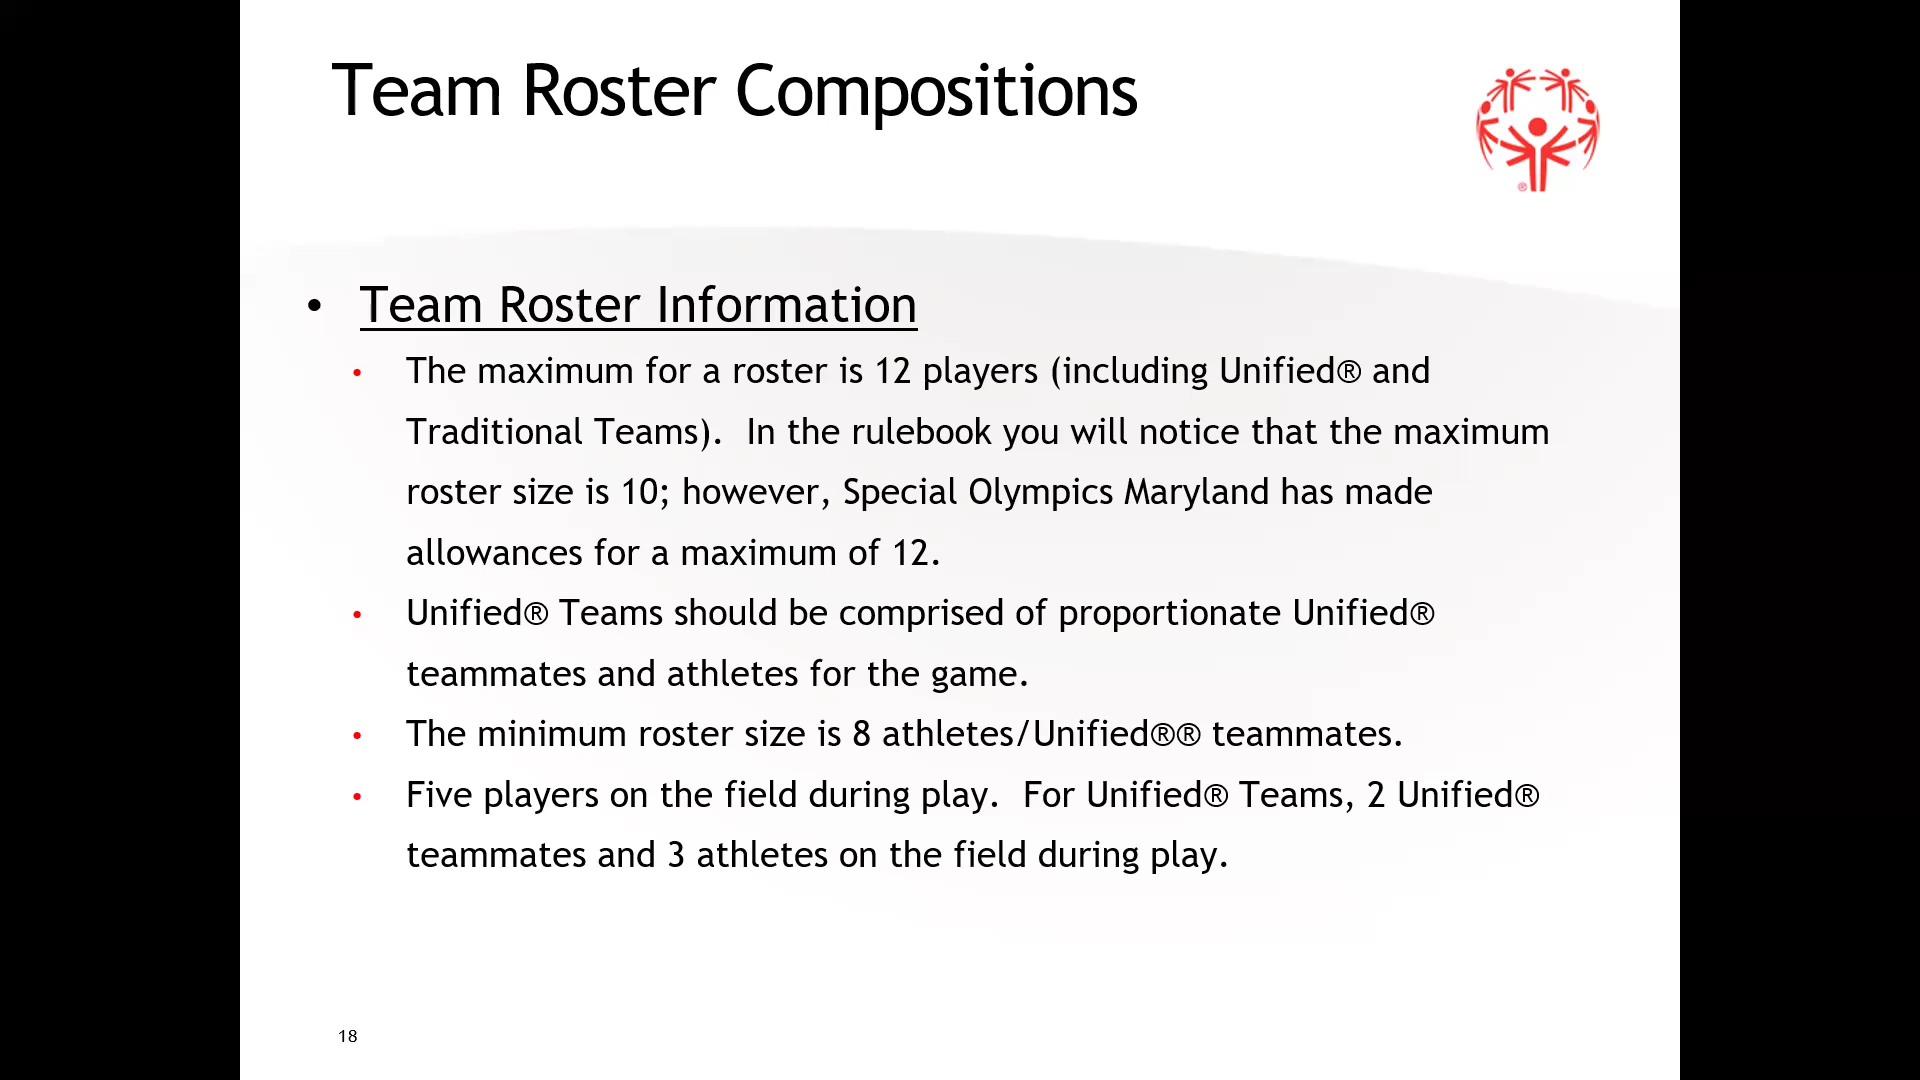 Team Roster Compositions
®
• Team Roster Information
• The maximum for a roster is 12 players (including Unified® and
Traditional Teams).  In the rulebook you will notice that the maximum
roster size is 10; however, Special Olympics Maryland has made
allowances for a maximum of 12.
• Unified® Teams should be comprised of proportionate Unified®
teammates and athletes for the game.
• The minimum roster size is 8 athletes/Unified®® teammates.
• Five players on the field during play.  For Unified® Teams, 2 Unified®
teammates and 3 athletes on the field during play.
18